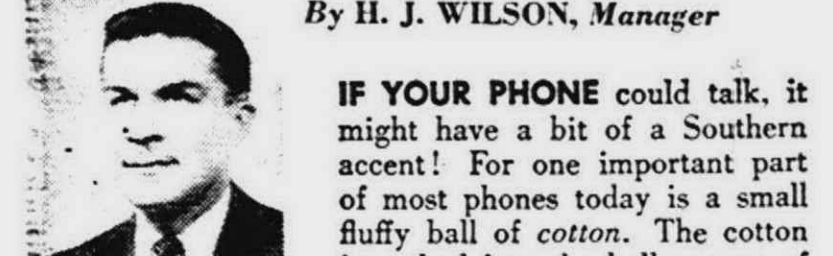 By H. J. WILSON, Manager
IF YOUR PHONE could talk, it
might have a bit of a Southern
accent! For one important part
of most phones today is a small
fluffy ball of cotton. The cotton